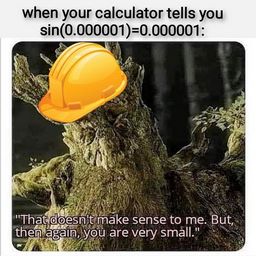 when your calculator tells you
sin(0.000001)=0.000001:
"That doesn't make sense to me. But,
then again, you are very small."